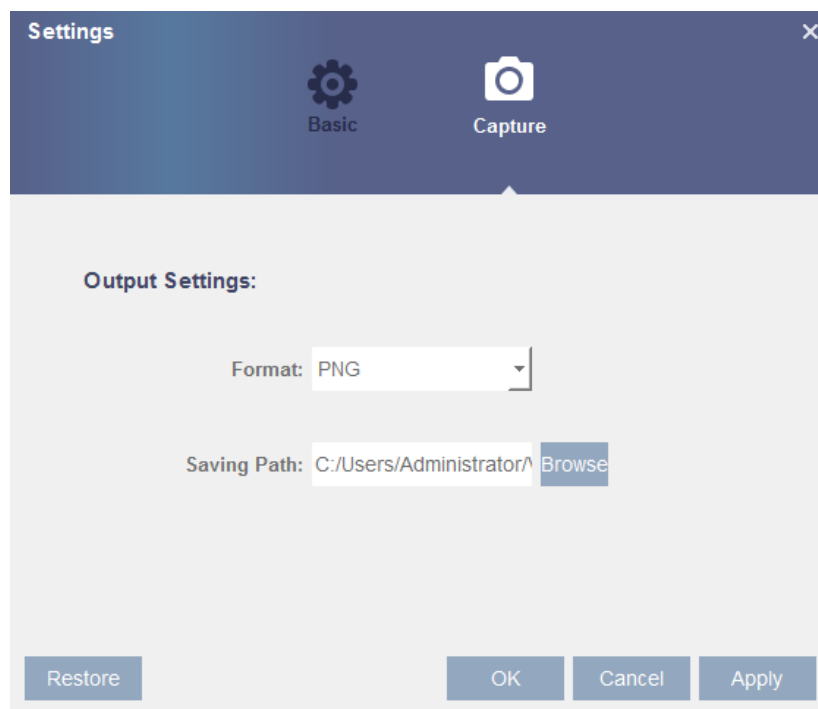 Settings
Basic
Capture
Output Settings:
Format: PNG
Saving Path: C:/Users/Administrator/ Browse
Restore OK Cancel Apply